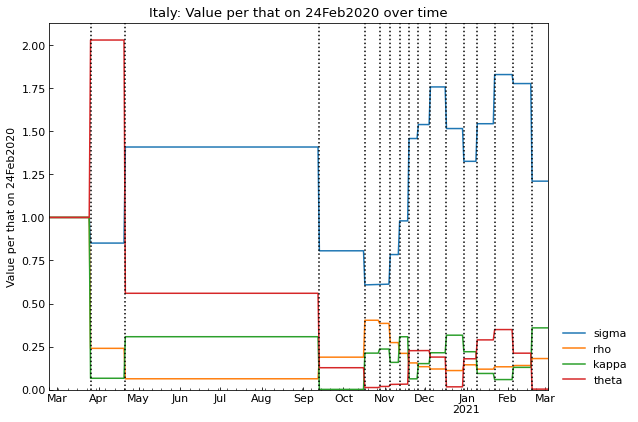 Italy: Value per that on 24Feb2020 over time
Value per that on 24Feb2020
2.00
1.75
1.50
1.25
1.00
0.75
0.50
0.25
0.00
Mar Apr May Jun Jul Aug Sep Oct Nov Dec Jan Feb Mar
2021
sigma
rho
kappa
theta